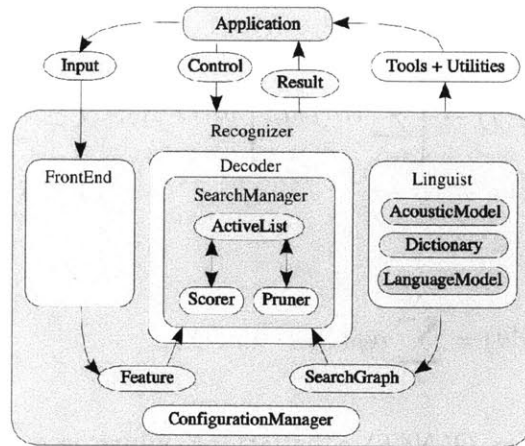 Application
Input
Control
Result
Tools + Utilities
Recognizer
FrontEnd
Decoder
SearchManager
ActiveList
Scorer
Pruner
Linguist
AcousticModel
Dictionary
LanguageModel
Feature
SearchGraph
ConfigurationManager